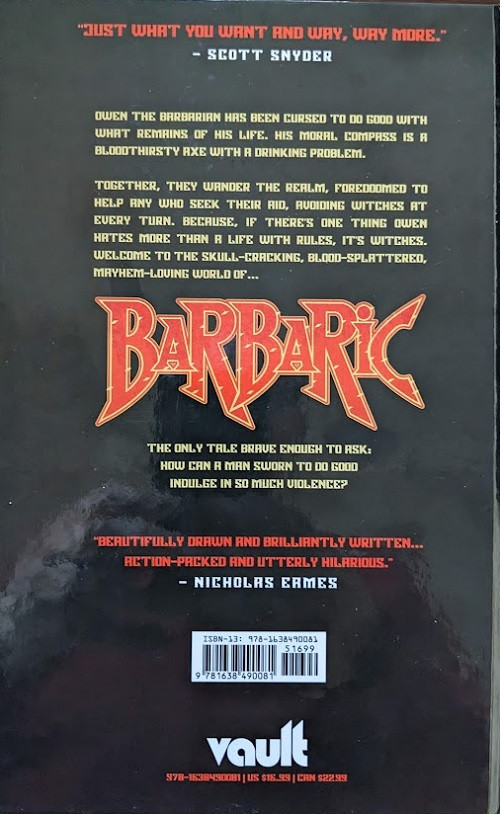 "JUST WHAT YOU WANT AND WAY, WAY MORE."
- SCOTT SNYDER
OWEN THE BARBARIAN HAS BEEN CURSED TO DO GOOD WITH
WHAT REMAINS OF HIS LIFE. HIS MORAL COMPASS IS A
BLOODTHIRSTY AXE WITH A DRINKING PROBLEM.
TOGETHER, THEY WANDER THE REALM, FOREDOOMED TO
HELP ANY WHO SEEK THEIR AID, AVOIDING WITCHES AT
EVERY TURN. BECAUSE, IF THERE'S ONE THING OWEN
HATES MORE THAN A LIFE WITH RULES, IT'S WITCHES.
WELCOME TO THE SKULL-CRACKING, BLOOD-SPLATTERED,
MAYHEM-LOVING WORLD OF...
BARBARIC
THE ONLY TALE BRAVE ENOUGH TO ASK:
HOW CAN A MAN SWORN TO DO GOOD
INDULGE IN SO MUCH VIOLENCE?
"BEAUTIFULLY DRAWN AND BRILLIANTLY WRITTEN...
ACTION-PACKED AND UTTERLY HILARIOUS."
- NICHOLAS EAMES
ISBN-13: 978-1638490081
51699
9 781638 490081
vault
978-1638490081 | US $16.99 | CAN $22.99